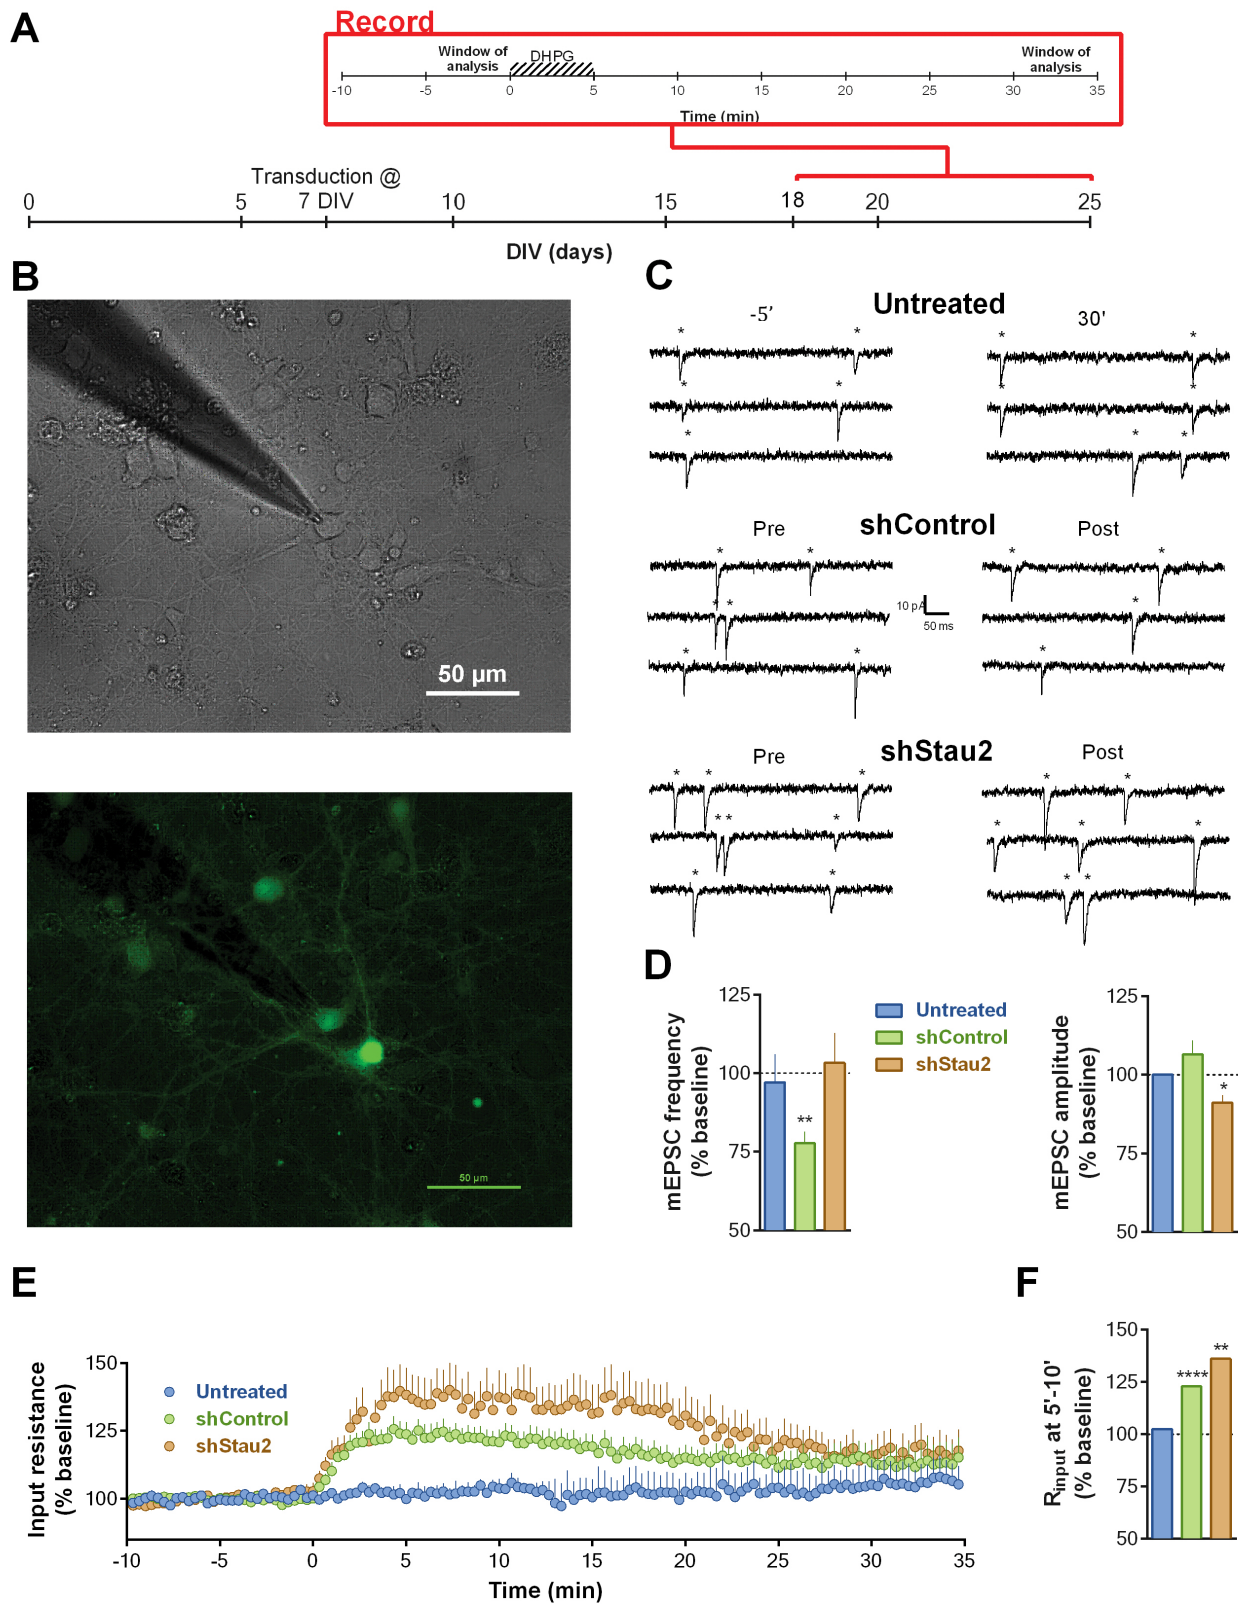 A
Record
Window of
analysis
DHPG
Window of
analysis
-10 -5 0 5 10 15 20 25 30 35
Time (min)
Transduction @
7 DIV
0 5 10 15 18 20 25
DIV (days)
B
50 µm
50 µm
C
Untreated
-5' 30'
* * * *
* * * *
* * *
shControl
Pre Post
* * * *
* * *
10 pA
50 ms
* * *
shStau2
Pre Post
* * * * *
* * * * * *
* * * *
D
mEPSC frequency
(% baseline)
125
100
75
50
**
Untreated
shControl
shStau2
mEPSC amplitude
(% baseline)
125
100
75
50
*
E
Input resistance
(% baseline)
150
125
100
Untreated
shControl
shStau2
-10 -5 0 5 10 15 20 25 30 35
Time (min)
F
Rinput at 5'-10'
(% baseline)
150
125
100
75
50
**** **